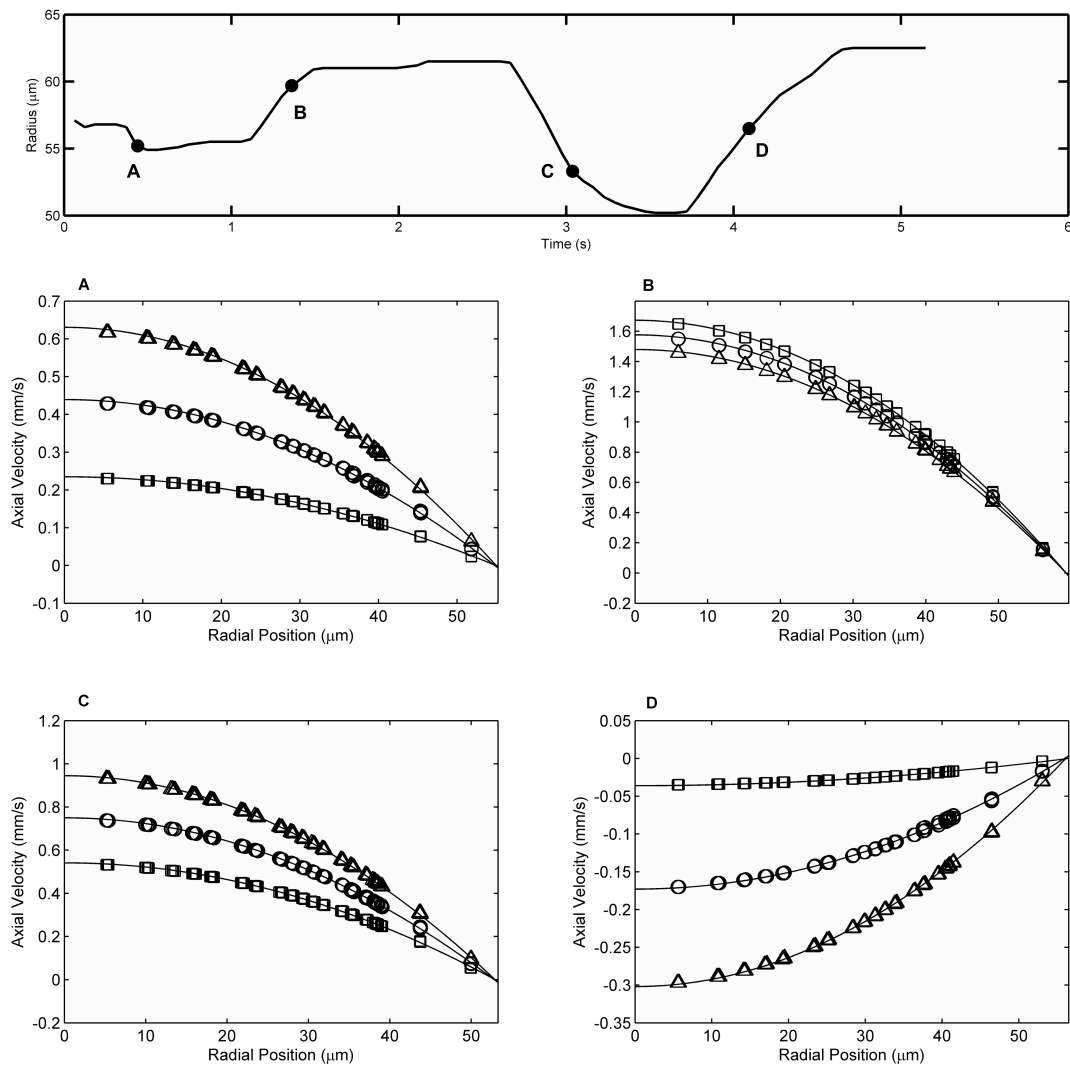 65
60
55
50
Radius (μm)
A
B
C
D
0 1 2 3 4 5 6
Time (s)
A
0.7
0.6
0.5
0.4
0.3
0.2
0.1
0
-0.1
Axial Velocity (mm/s)
0 10 20 30 40 50
Radial Position (μm)
B
1.6
1.4
1.2
1
0.8
0.6
0.4
0.2
0
-0.2
Axial Velocity (mm/s)
0 10 20 30 40 50
Radial Position (μm)
C
1.2
1
0.8
0.6
0.4
0.2
0
-0.2
Axial Velocity (mm/s)
0 10 20 30 40 50
Radial Position (μm)
D
0.05
0
-0.05
-0.1
-0.15
-0.2
-0.25
-0.3
-0.35
Axial Velocity (mm/s)
0 10 20 30 40 50
Radial Position (μm)